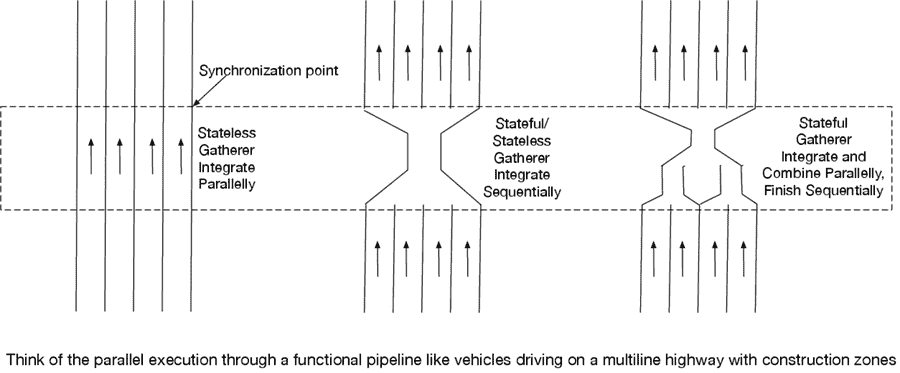 Synchronization point
Stateless
Gatherer
Integrate
Parallelly
Stateful/
Stateless
Gatherer
Integrate
Sequentially
Stateful
Gatherer
Integrate and
Combine Parallelly,
Finish Sequentially
Think of the parallel execution through a functional pipeline like vehicles driving on a multiline highway with construction zones